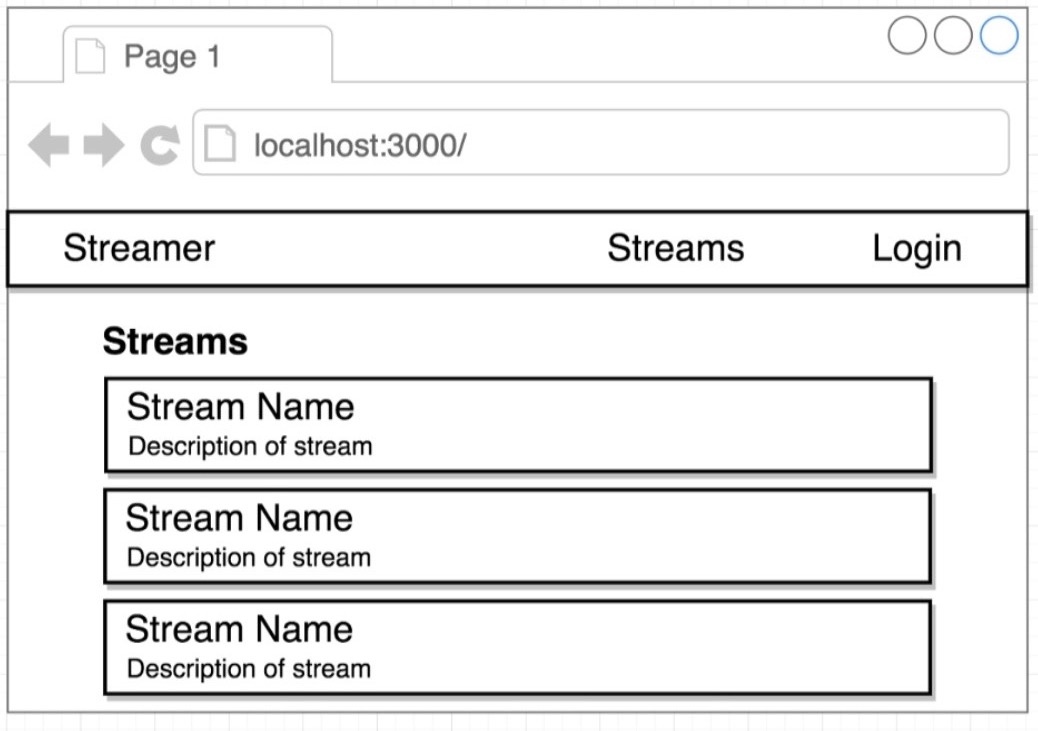 Page 1
localhost:3000/
Streamer Streams Login
Streams
Stream Name
Description of stream
Stream Name
Description of stream
Stream Name
Description of stream